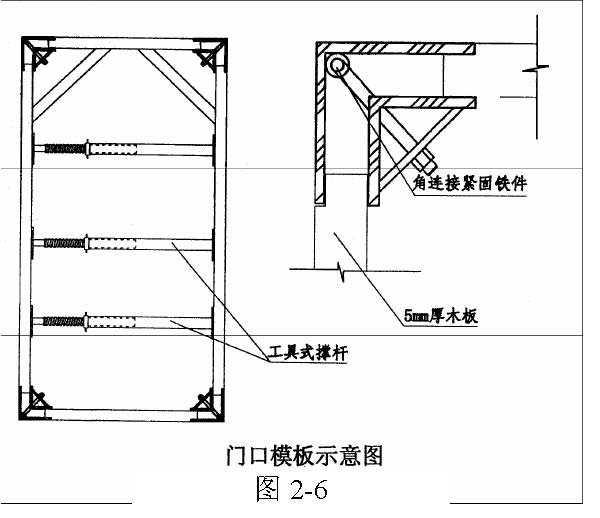 角连接紧固铁件
5mm厚木板
工具式撑杆
门口模板示意图
图 2-6